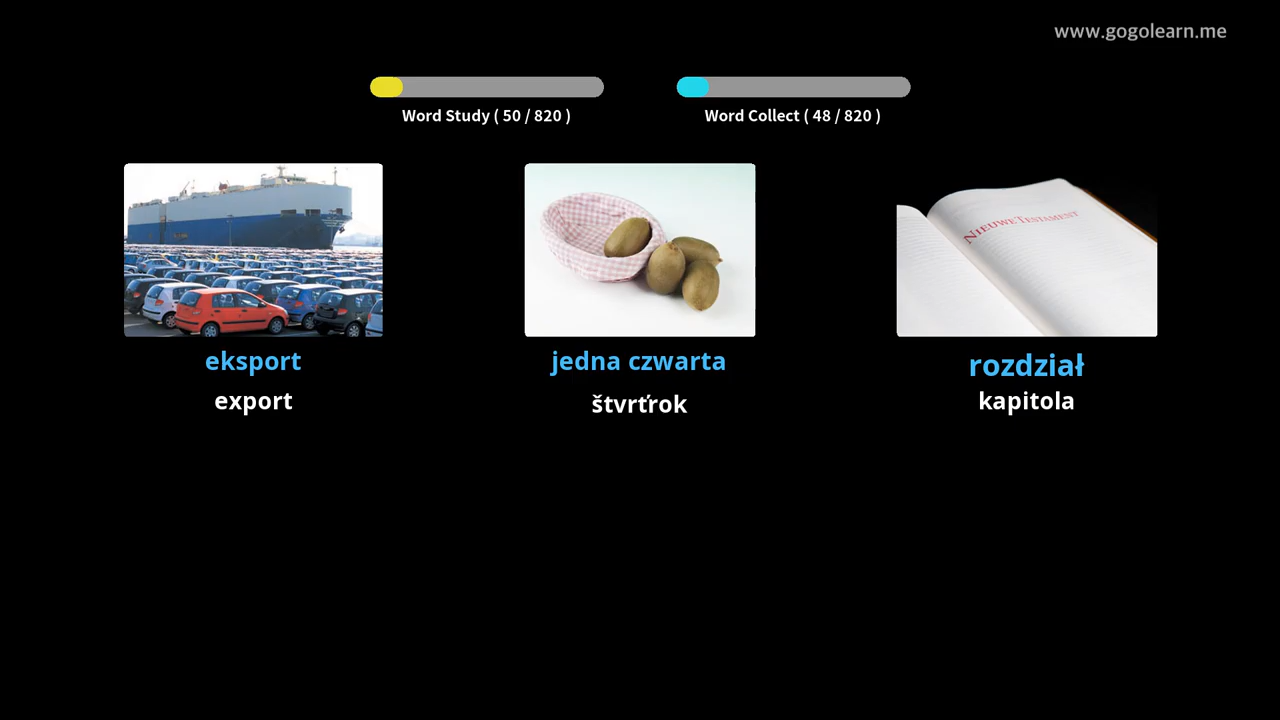 www.gogolearn.me
Word Study ( 50 / 820 )
Word Collect ( 48 / 820 )
NIEUWE TESTAMENT
eksport
jedna czwarta
rozdział
export
štvrťrok
kapitola